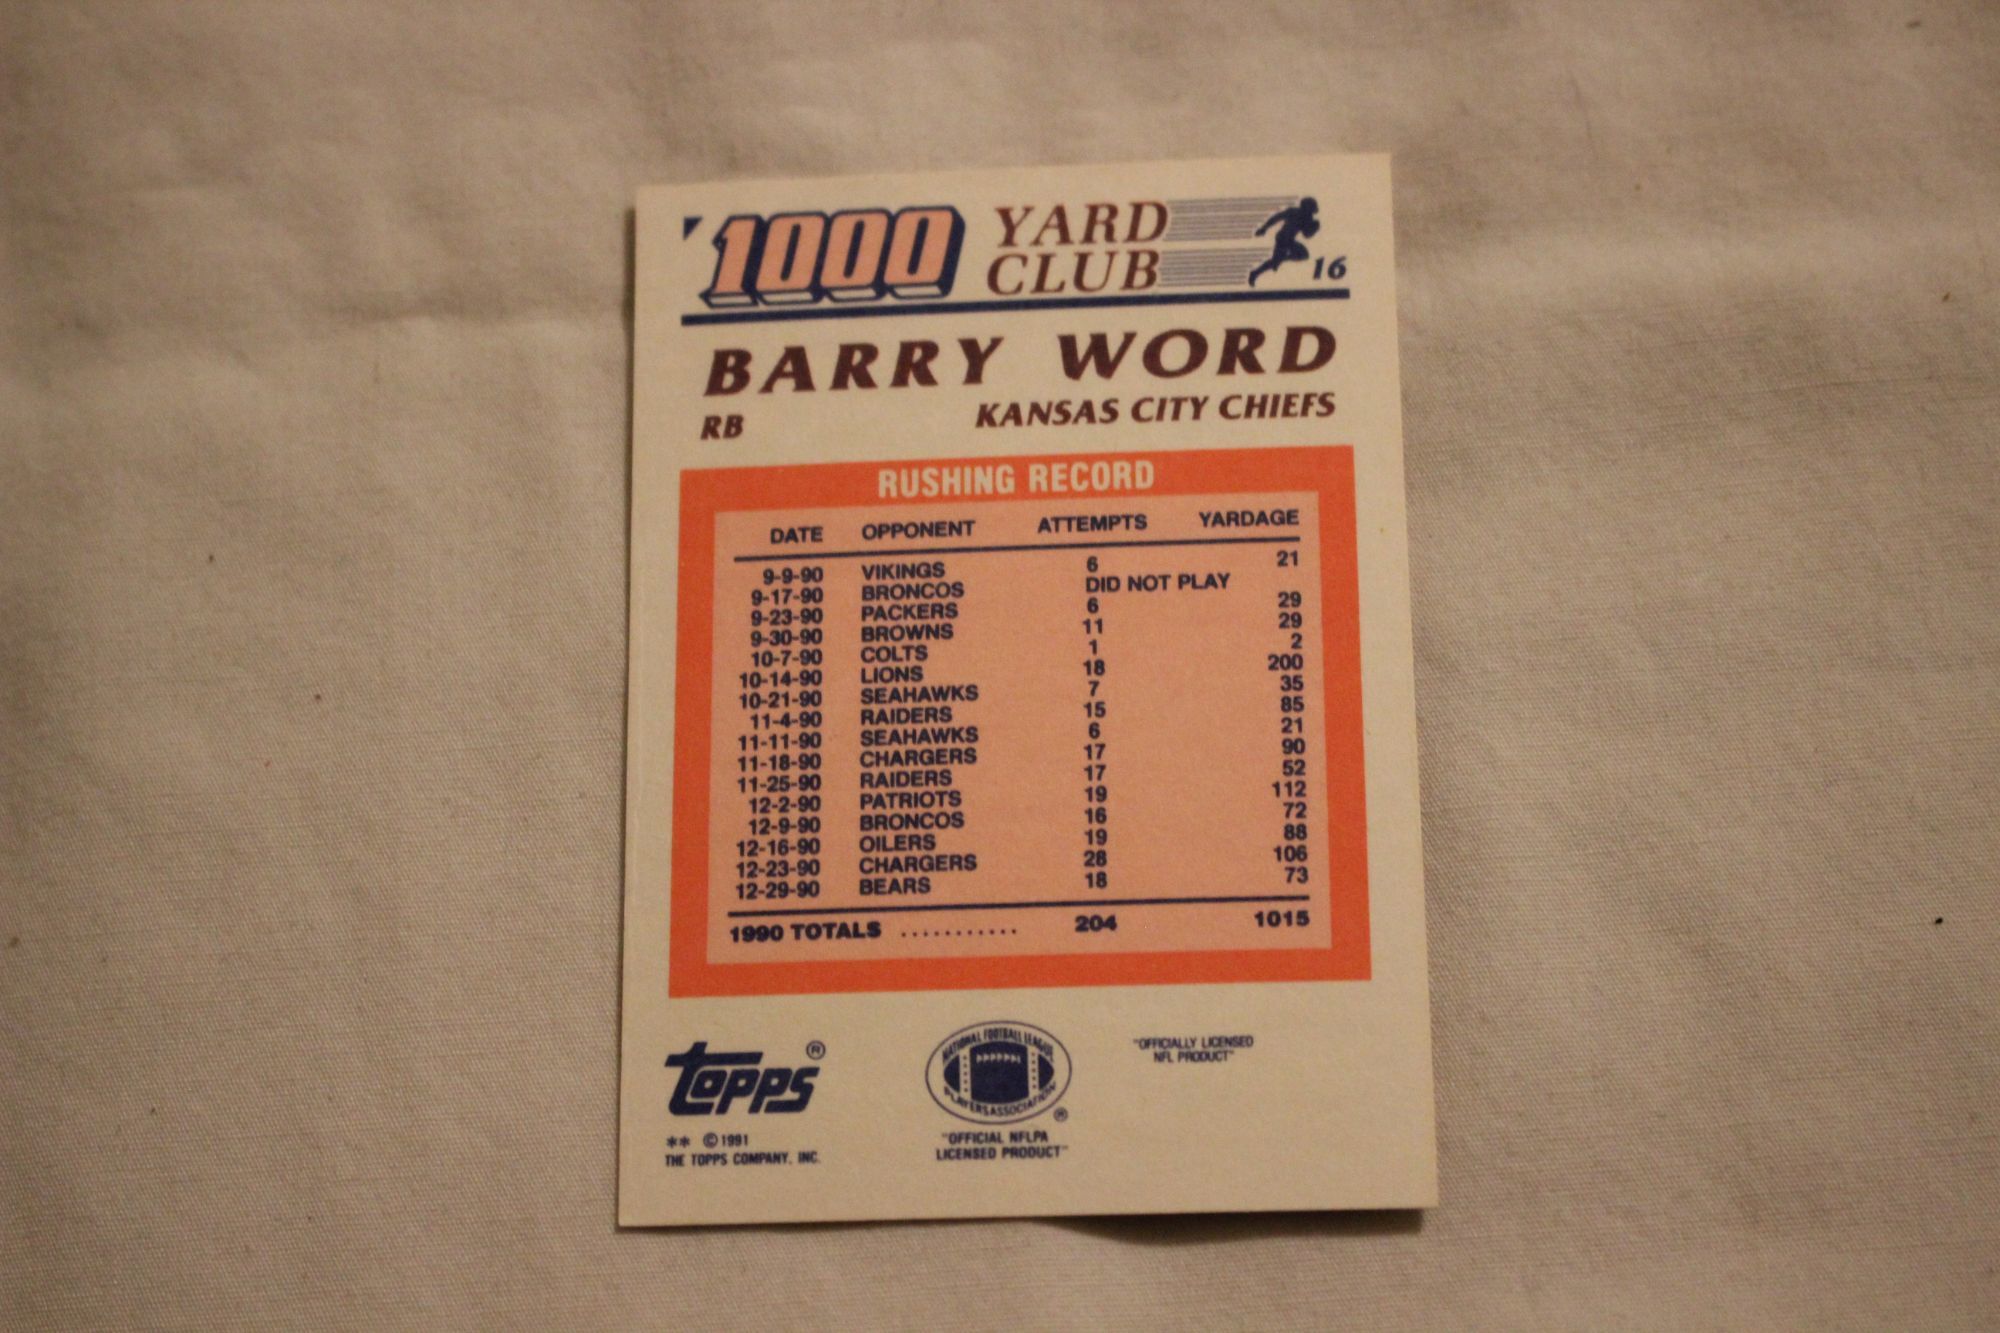 1000 YARD CLUB 16
BARRY WORD
RB KANSAS CITY CHIEFS
RUSHING RECORD
DATE OPPONENT ATTEMPTS YARDAGE
9-9-90 VIKINGS 6 21
9-17-90 BRONCOS DID NOT PLAY
9-23-90 PACKERS 6 29
9-30-90 BROWNS 11 29
10-7-90 COLTS 1 2
10-14-90 LIONS 18 200
10-21-90 SEAHAWKS 7 35
11-4-90 RAIDERS 15 85
11-11-90 SEAHAWKS 6 21
11-18-90 CHARGERS 17 90
11-25-90 RAIDERS 17 52
12-2-90 PATRIOTS 19 112
12-9-90 BRONCOS 16 72
12-16-90 OILERS 19 88
12-23-90 CHARGERS 28 106
12-29-90 BEARS 18 73
1990 TOTALS ........... 204 1015
topps®
** © 1991
THE TOPPS COMPANY, INC.
NATIONAL FOOTBALL LEAGUE
PLAYERS ASSOCIATION ®
"OFFICIAL NFLPA
LICENSED PRODUCT"
"OFFICIALLY LICENSED
NFL PRODUCT"